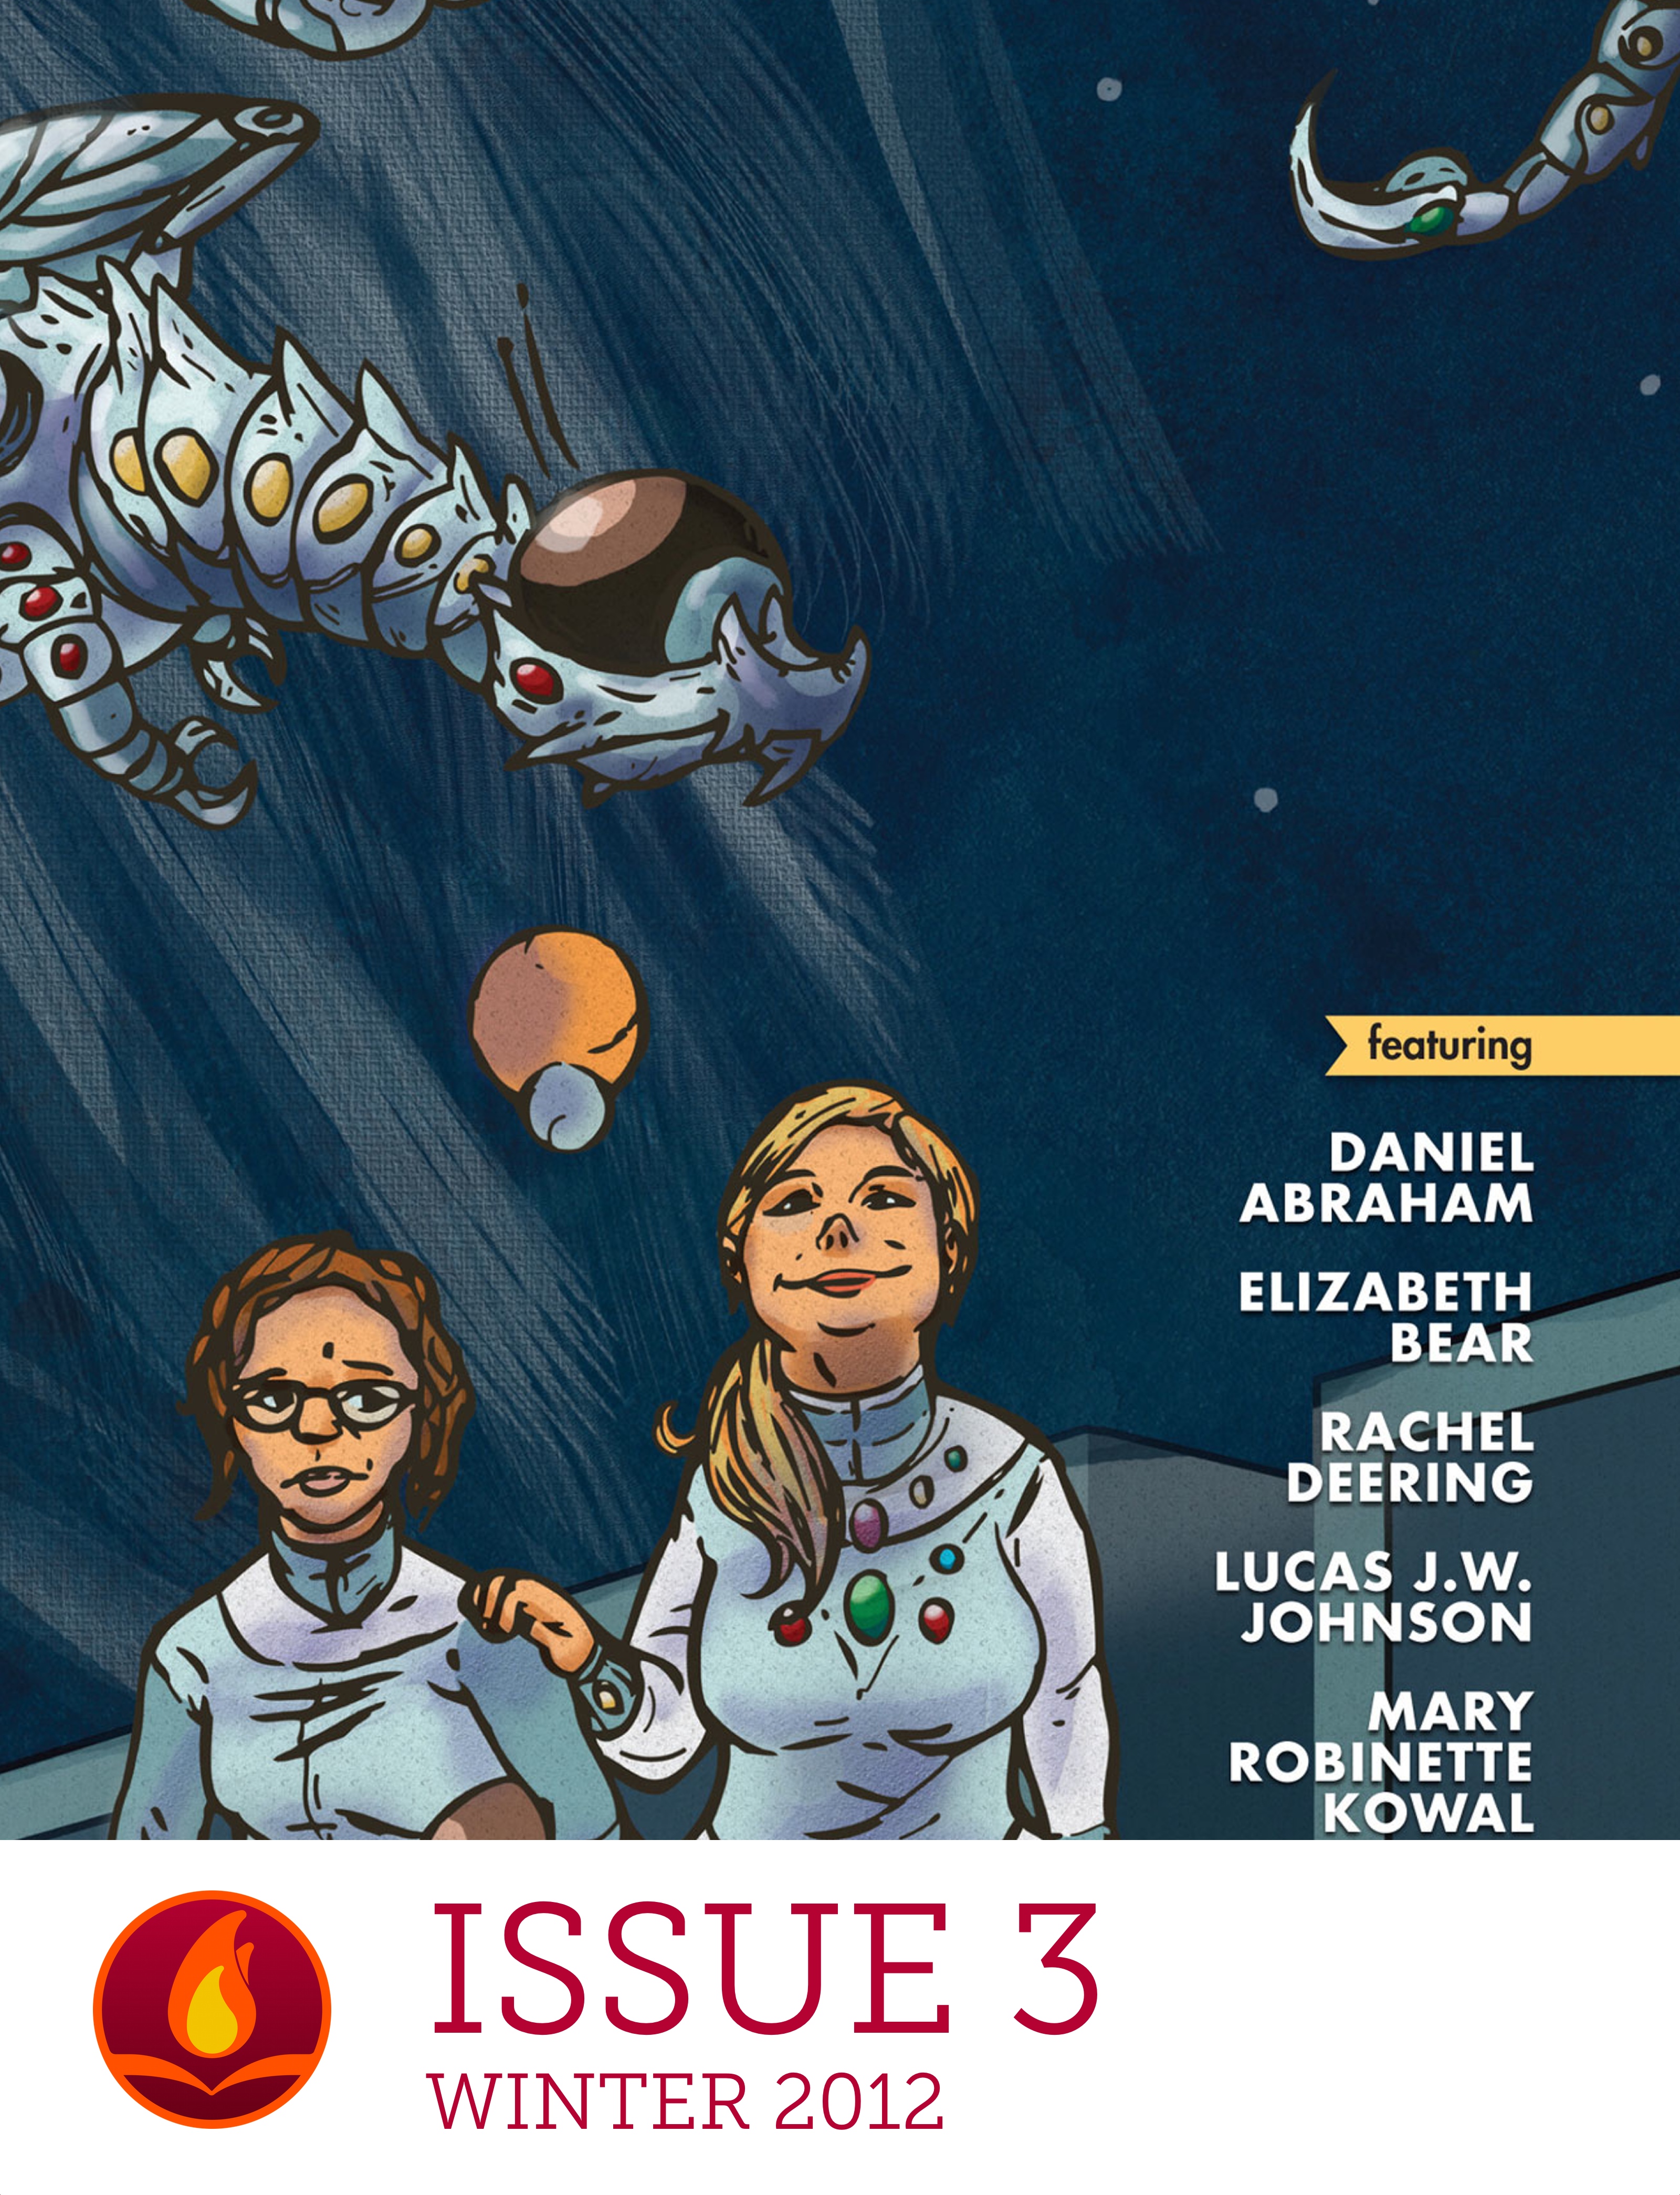 featuring
DANIEL
ABRAHAM
ELIZABETH
BEAR
RACHEL
DEERING
LUCAS J.W.
JOHNSON
MARY
ROBINETTE
KOWAL
ISSUE 3
WINTER 2012